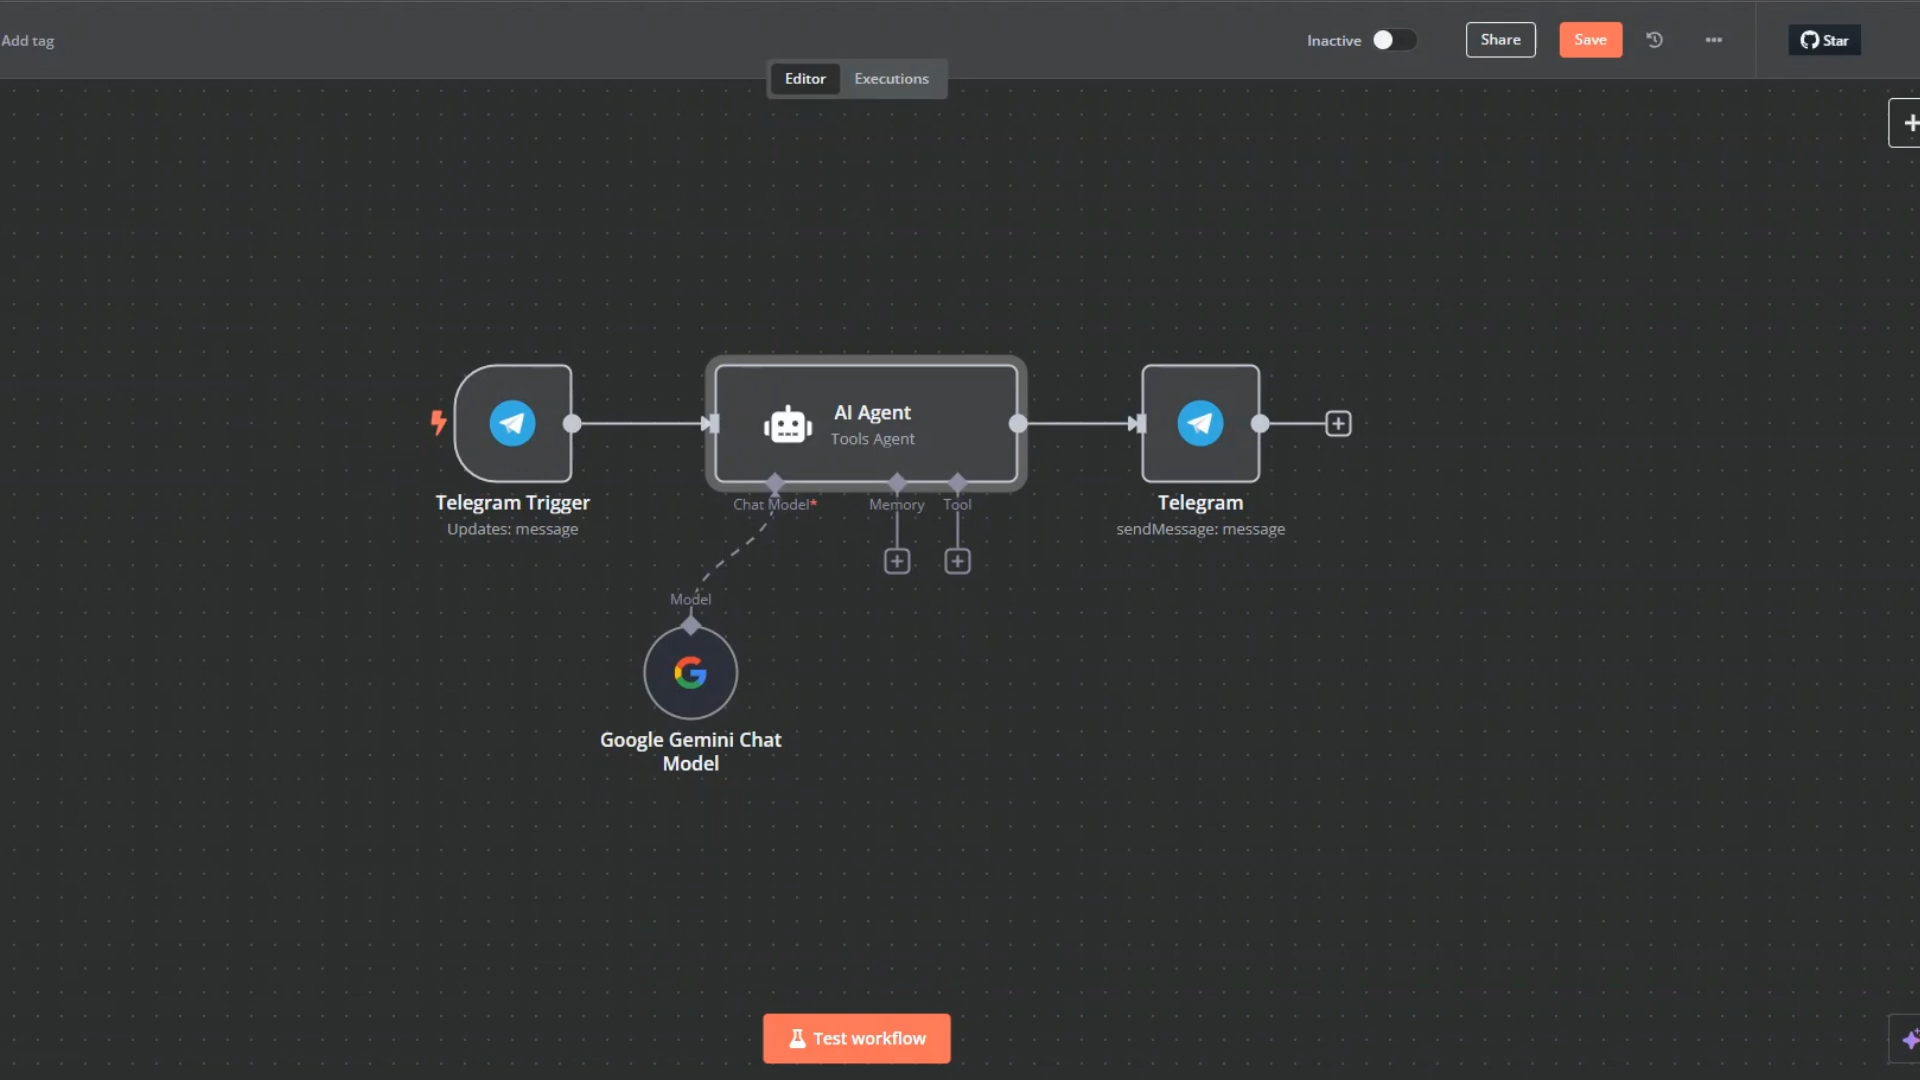 Add tag
Inactive
Share
Save
Star
Editor
Executions
AI Agent
Tools Agent
Telegram Trigger
Updates: message
Chat Model*
Memory
Tool
Telegram
sendMessage: message
Model
Google Gemini Chat
Model
Test workflow